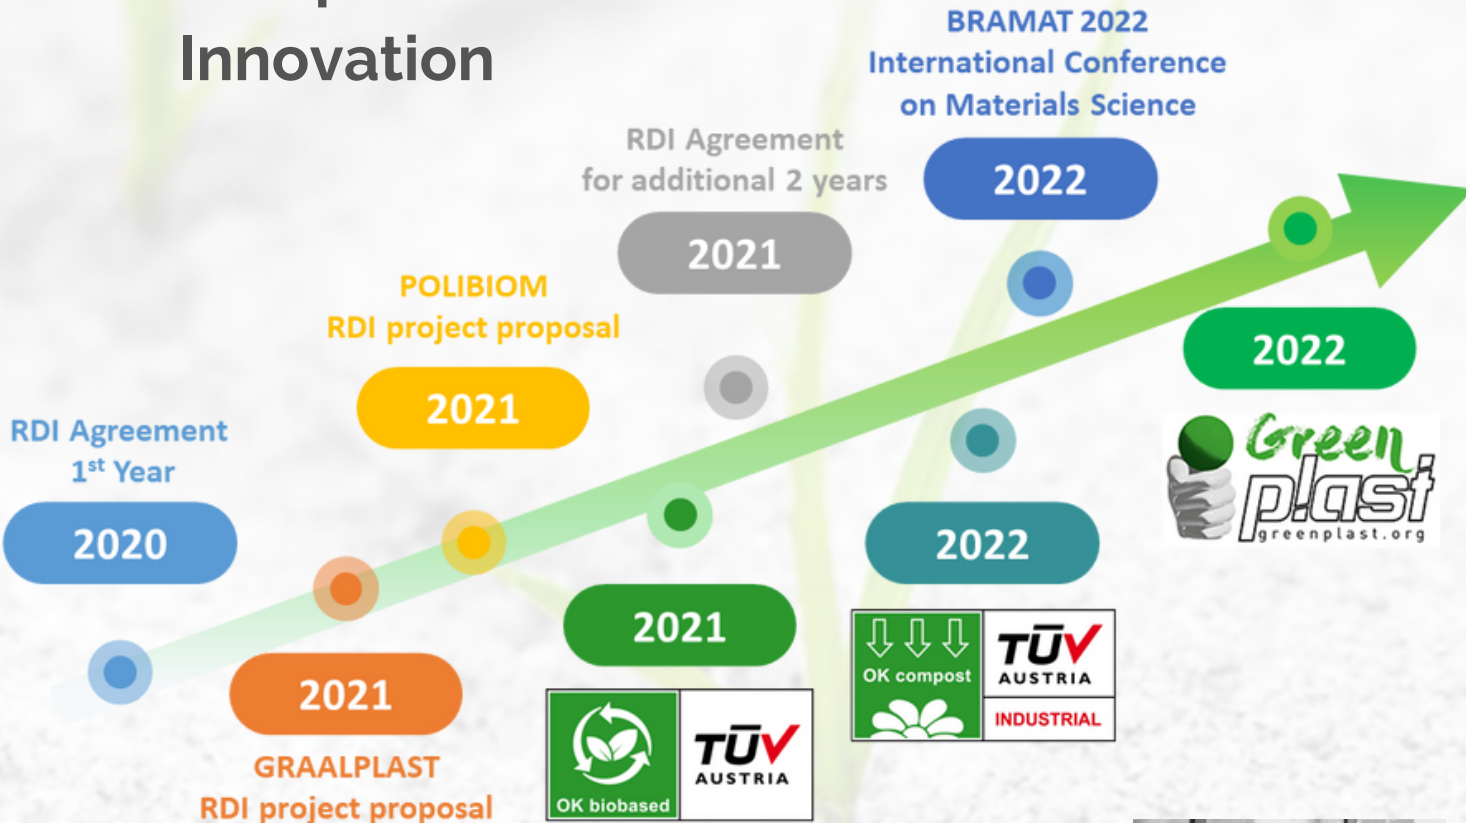 Innovation
BRAMAT 2022
International Conference
on Materials Science
2022
RDI Agreement
for additional 2 years
2021
POLIBIOM
RDI project proposal
2021
RDI Agreement
1st Year
2020
2021
GRAALPLAST
RDI project proposal
2021
OK biobased
TÜV
AUSTRIA
2022
OK compost
TÜV
AUSTRIA
INDUSTRIAL
2022
Green
plast
greenplast.org